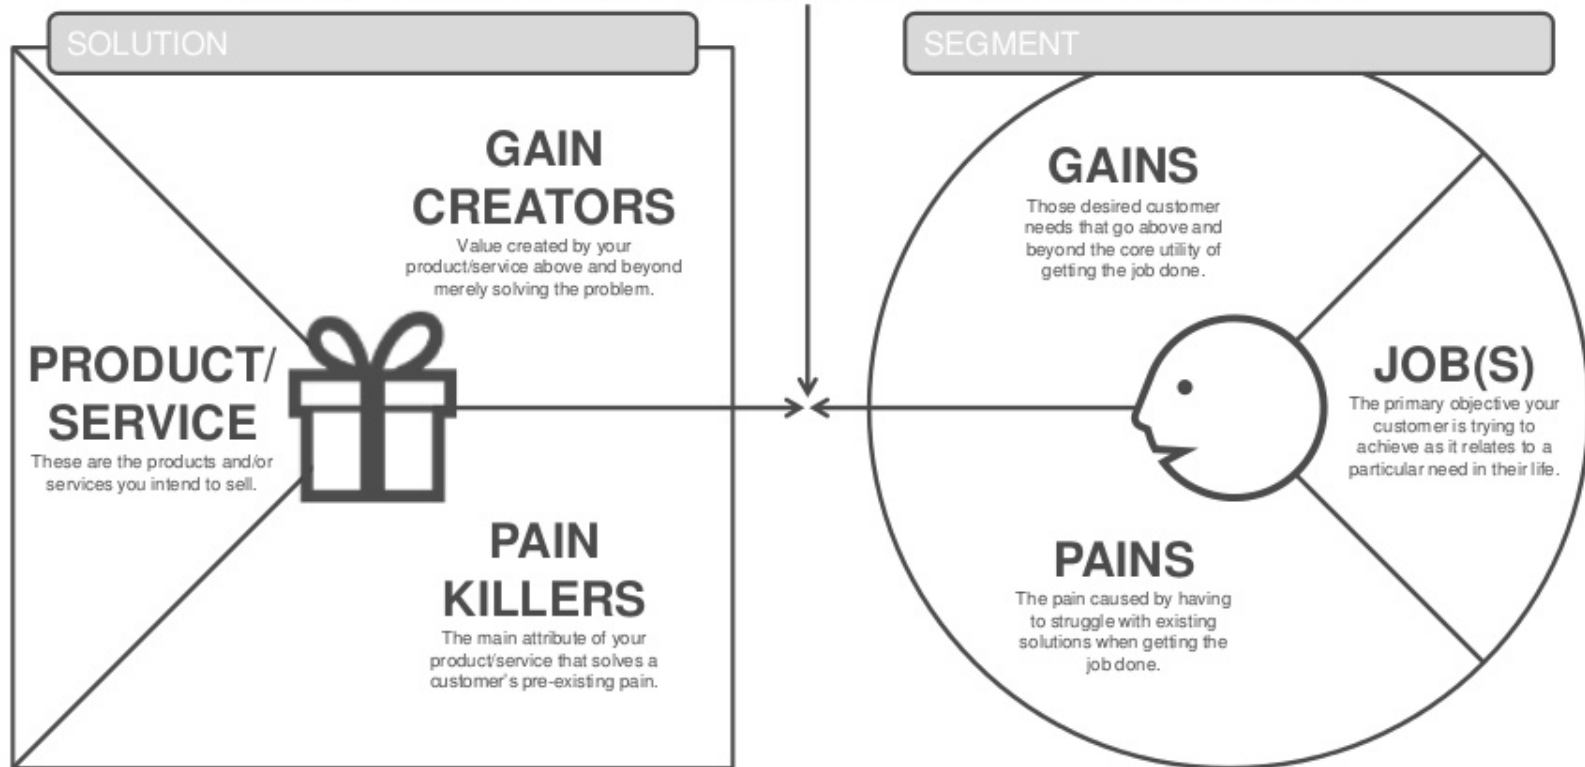 SOLUTION
GAIN
CREATORS
Value created by your
product/service above and beyond
merely solving the problem.
PRODUCT/
SERVICE
These are the products and/or
services you intend to sell.
PAIN
KILLERS
The main attribute of your
product/service that solves a
customer's pre-existing pain.
SEGMENT
GAINS
Those desired customer
needs that go above and
beyond the core utility of
getting the job done.
JOB(S)
The primary objective your
customer is trying to
achieve as it relates to a
particular need in their life.
PAINS
The pain caused by having
to struggle with existing
solutions when getting the
job done.